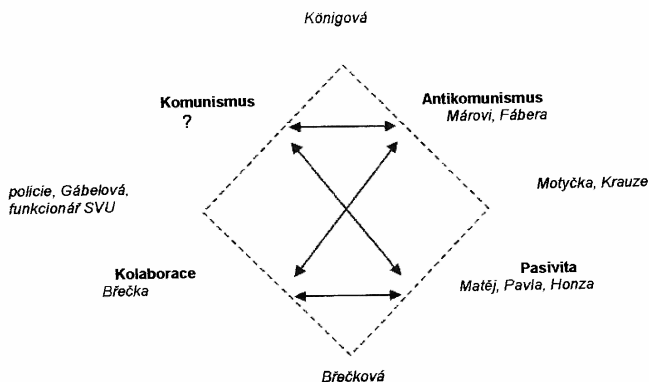 Königová
Komunismus
?
Antikomunismus
Márovi, Fábera
policie, Gábelová,
funkcionář SVU
Motyčka, Krauze
Kolaborace
Břečka
Pasivita
Matěj, Pavla, Honza
Břečková